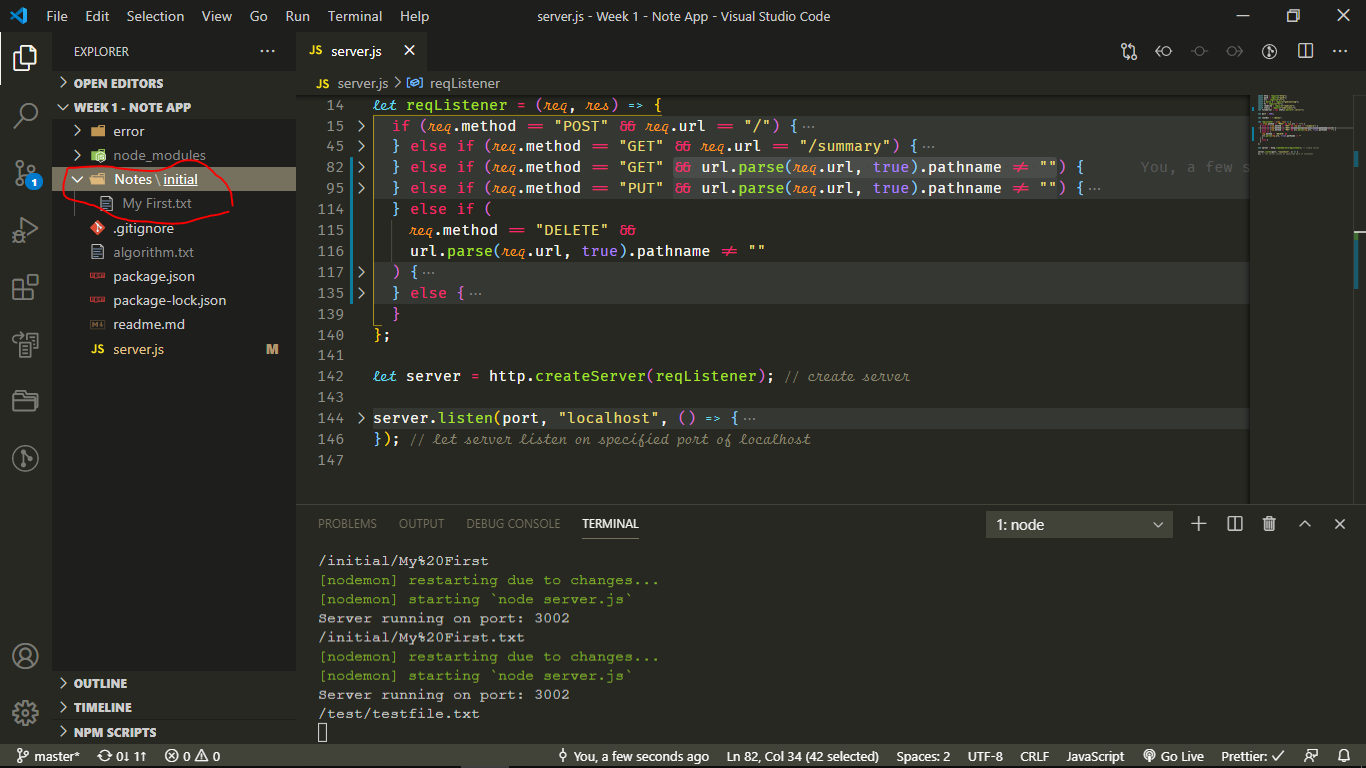 File Edit Selection View Go Run Terminal Help server.js - Week 1 - Note App - Visual Studio Code
EXPLORER ...
JS server.js
OPEN EDITORS
JS server.js > reqListener
WEEK 1 - NOTE APP
error
node_modules
Notes \ initial
My First.txt
.gitignore
algorithm.txt
package.json
package-lock.json
readme.md
JS server.js M
OUTLINE
TIMELINE
NPM SCRIPTS
1
14 let reqListener = (req, res) => {
15 if (req.method == "POST" && req.url == "/") { ...
45 } else if (req.method == "GET" && req.url == "/summary") { ...
82 } else if (req.method == "GET" && url.parse(req.url, true).pathname != "") { You, a few s
95 } else if (req.method == "PUT" && url.parse(req.url, true).pathname != "") { ...
114 } else if (
115 req.method == "DELETE" &&
116 url.parse(req.url, true).pathname != ""
117 ) { ...
135 } else { ...
139 }
140 };
141
142 let server = http.createServer(reqListener); // create server
143
144 server.listen(port, "localhost", () => { ...
146 }); // let server listen on specified port of localhost
147
PROBLEMS OUTPUT DEBUG CONSOLE TERMINAL 1: node
/initial/My%20First
[nodemon] restarting due to changes...
[nodemon] starting `node server.js`
Server running on port: 3002
/initial/My%20First.txt
[nodemon] restarting due to changes...
[nodemon] starting `node server.js`
Server running on port: 3002
/test/testfile.txt
master* 0↓ 1↑ 0 0 You, a few seconds ago Ln 82, Col 34 (42 selected) Spaces: 2 UTF-8 CRLF JavaScript Go Live Prettier: ✓